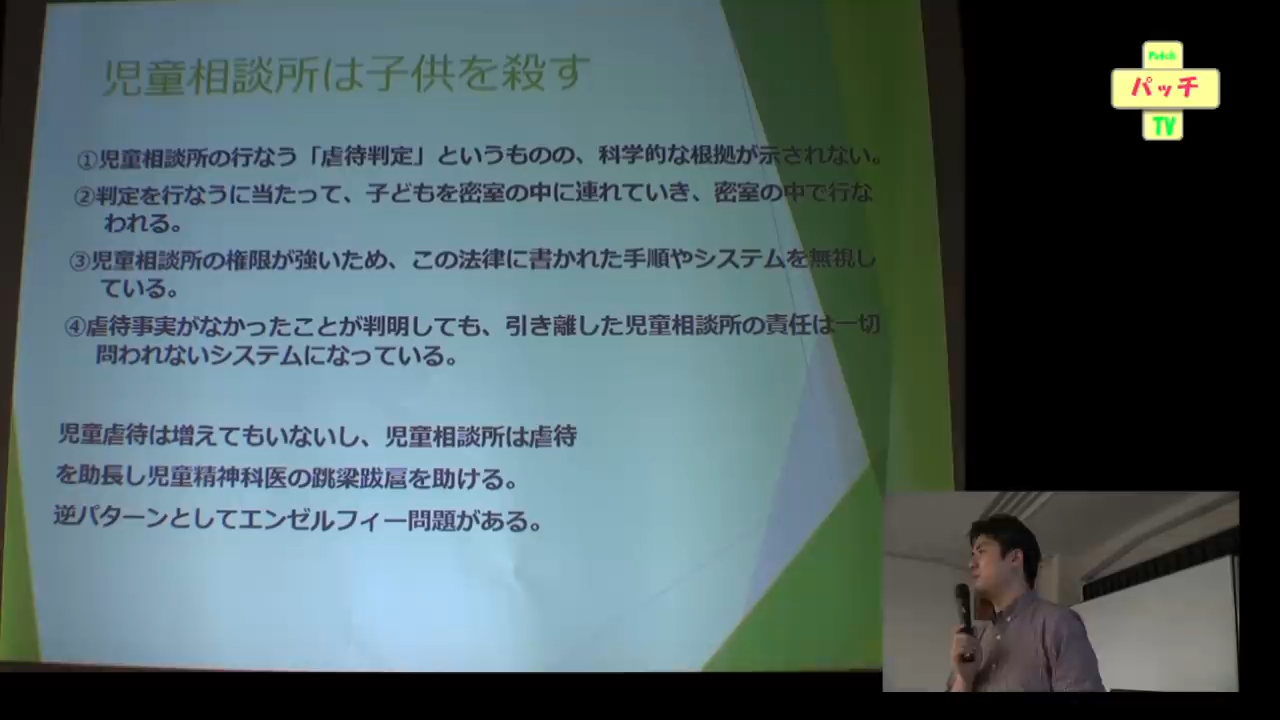 児童相談所は子供を殺す
①児童相談所の行なう「虐待判定」というものの、科学的な根拠が示されない。
②判定を行なうに当たって、子どもを密室の中に連れていき、密室の中で行な
われる。
③児童相談所の権限が強いため、この法律に書かれた手順やシステムを無視し
ている。
④虐待事実がなかったことが判明しても、引き離した児童相談所の責任は一切
問われないシステムになっている。
児童虐待は増えてもいないし、児童相談所は虐待
を助長し児童精神科医の跳梁跋扈を助ける。
逆パターンとしてエンゼルフィー問題がある。
Patch
パッチ
TV